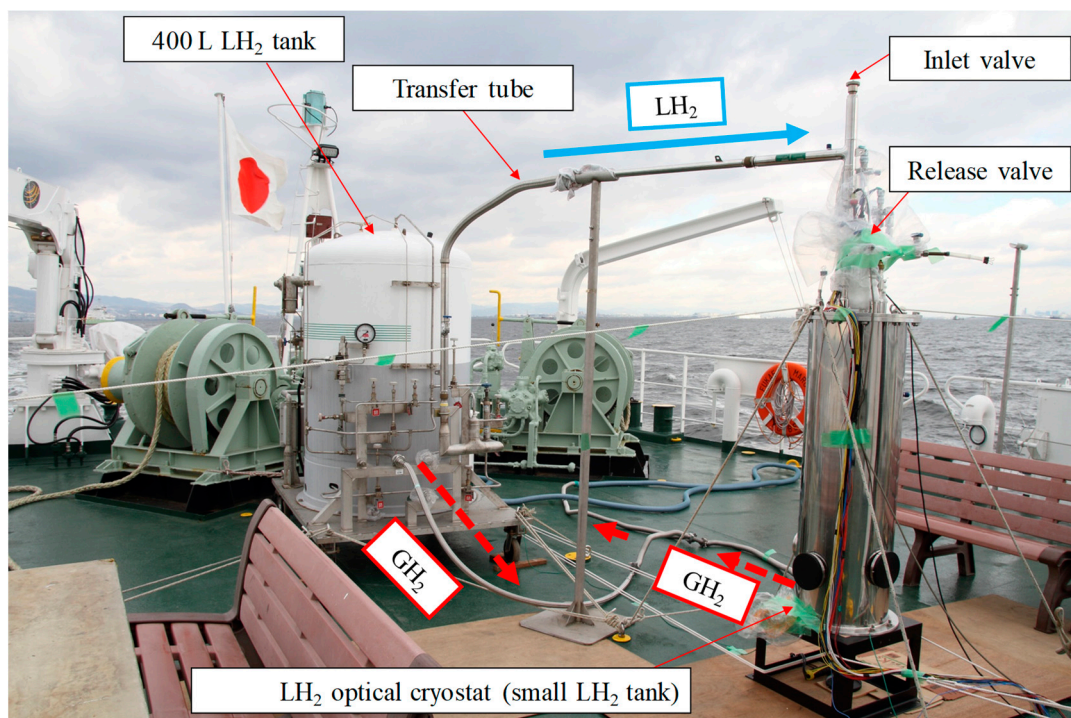 400 L LH₂ tank
Transfer tube
LH₂
Inlet valve
Release valve
GH₂
GH₂
LH₂ optical cryostat (small LH₂ tank)